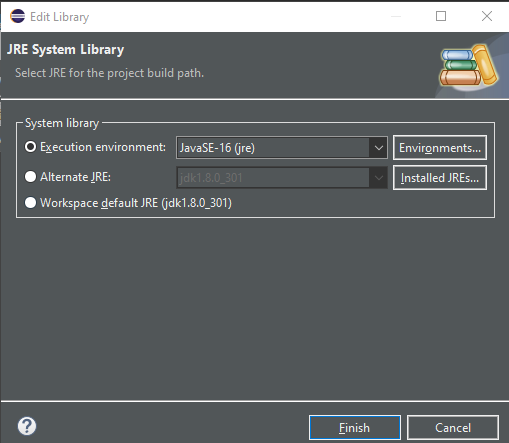 Edit Library
JRE System Library
Select JRE for the project build path.
System library
Execution environment: JavaSE-16 (jre) Environments...
Alternate JRE: jdk1.8.0_301 Installed JREs...
Workspace default JRE (jdk1.8.0_301)
? Finish Cancel